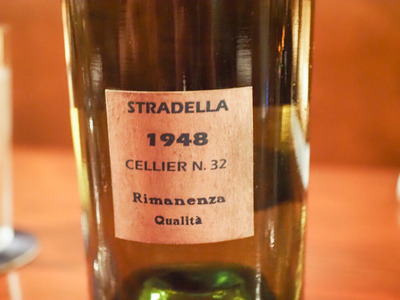 STRADELLA
1948
CELLIER N. 32
Rimanenza
Qualità